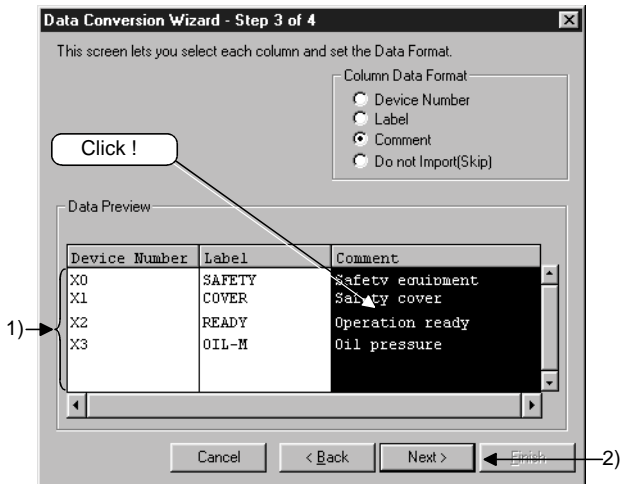 Data Conversion Wizard - Step 3 of 4
This screen lets you select each column and set the Data Format.
Column Data Format
Device Number
Label
Comment
Do not Import(Skip)
Click !
Data Preview
Device Number Label Comment
X0 SAFETY Safety equipment
X1 COVER Safety cover
X2 READY Operation ready
X3 OIL-M Oil pressure
1)
Cancel < Back Next > Finish 2)